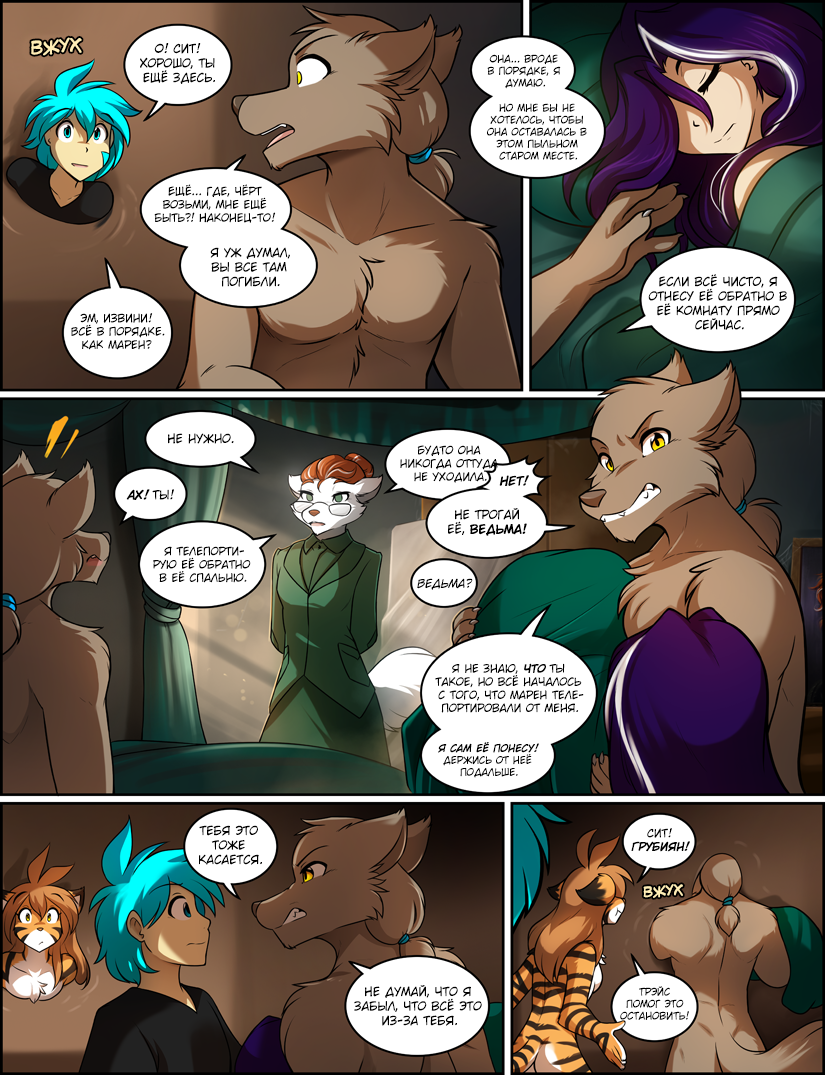 ВЖУХ
О! СИТ!
ХОРОШО, ТЫ
ЕЩЁ ЗДЕСЬ.
ЕЩЁ... ГДЕ, ЧЁРТ
ВОЗЬМИ, МНЕ ЕЩЁ
БЫТЬ?! НАКОНЕЦ-ТО!
Я УЖ ДУМАЛ,
ВЫ ВСЕ ТАМ
ПОГИБЛИ.
ЭМ, ИЗВИНИ!
ВСЁ В ПОРЯДКЕ.
КАК МАРЕН?
ОНА... ВРОДЕ
В ПОРЯДКЕ, Я
ДУМАЮ.
НО МНЕ БЫ НЕ
ХОТЕЛОСЬ, ЧТОБЫ
ОНА ОСТАВАЛАСЬ В
ЭТОМ ПЫЛЬНОМ
СТАРОМ МЕСТЕ.
ЕСЛИ ВСЁ ЧИСТО, Я
ОТНЕСУ ЕЁ ОБРАТНО В
ЕЁ КОМНАТУ ПРЯМО
СЕЙЧАС.
НЕ НУЖНО.
АХ! ТЫ!
Я ТЕЛЕПОРТИ-
РУЮ ЕЁ ОБРАТНО
В ЕЁ СПАЛЬНЮ.
БУДТО ОНА
НИКОГДА ОТТУДА
НЕ УХОДИЛА.
НЕТ!
НЕ ТРОГАЙ
ЕЁ, ВЕДЬМА!
ВЕДЬМА?
Я НЕ ЗНАЮ, ЧТО ТЫ
ТАКОЕ, НО ВСЁ НАЧАЛОСЬ
С ТОГО, ЧТО МАРЕН ТЕЛЕ-
ПОРТИРОВАЛИ ОТ МЕНЯ.
Я САМ ЕЁ ПОНЕСУ!
ДЕРЖИСЬ ОТ НЕЁ
ПОДАЛЬШЕ.
ТЕБЯ ЭТО
ТОЖЕ
КАСАЕТСЯ.
НЕ ДУМАЙ, ЧТО Я
ЗАБЫЛ, ЧТО ВСЁ ЭТО
ИЗ-ЗА ТЕБЯ.
СИТ!
ГРУБИЯН!
ВЖУХ
ТРЭЙС
ПОМОГ ЭТО
ОСТАНОВИТЬ!